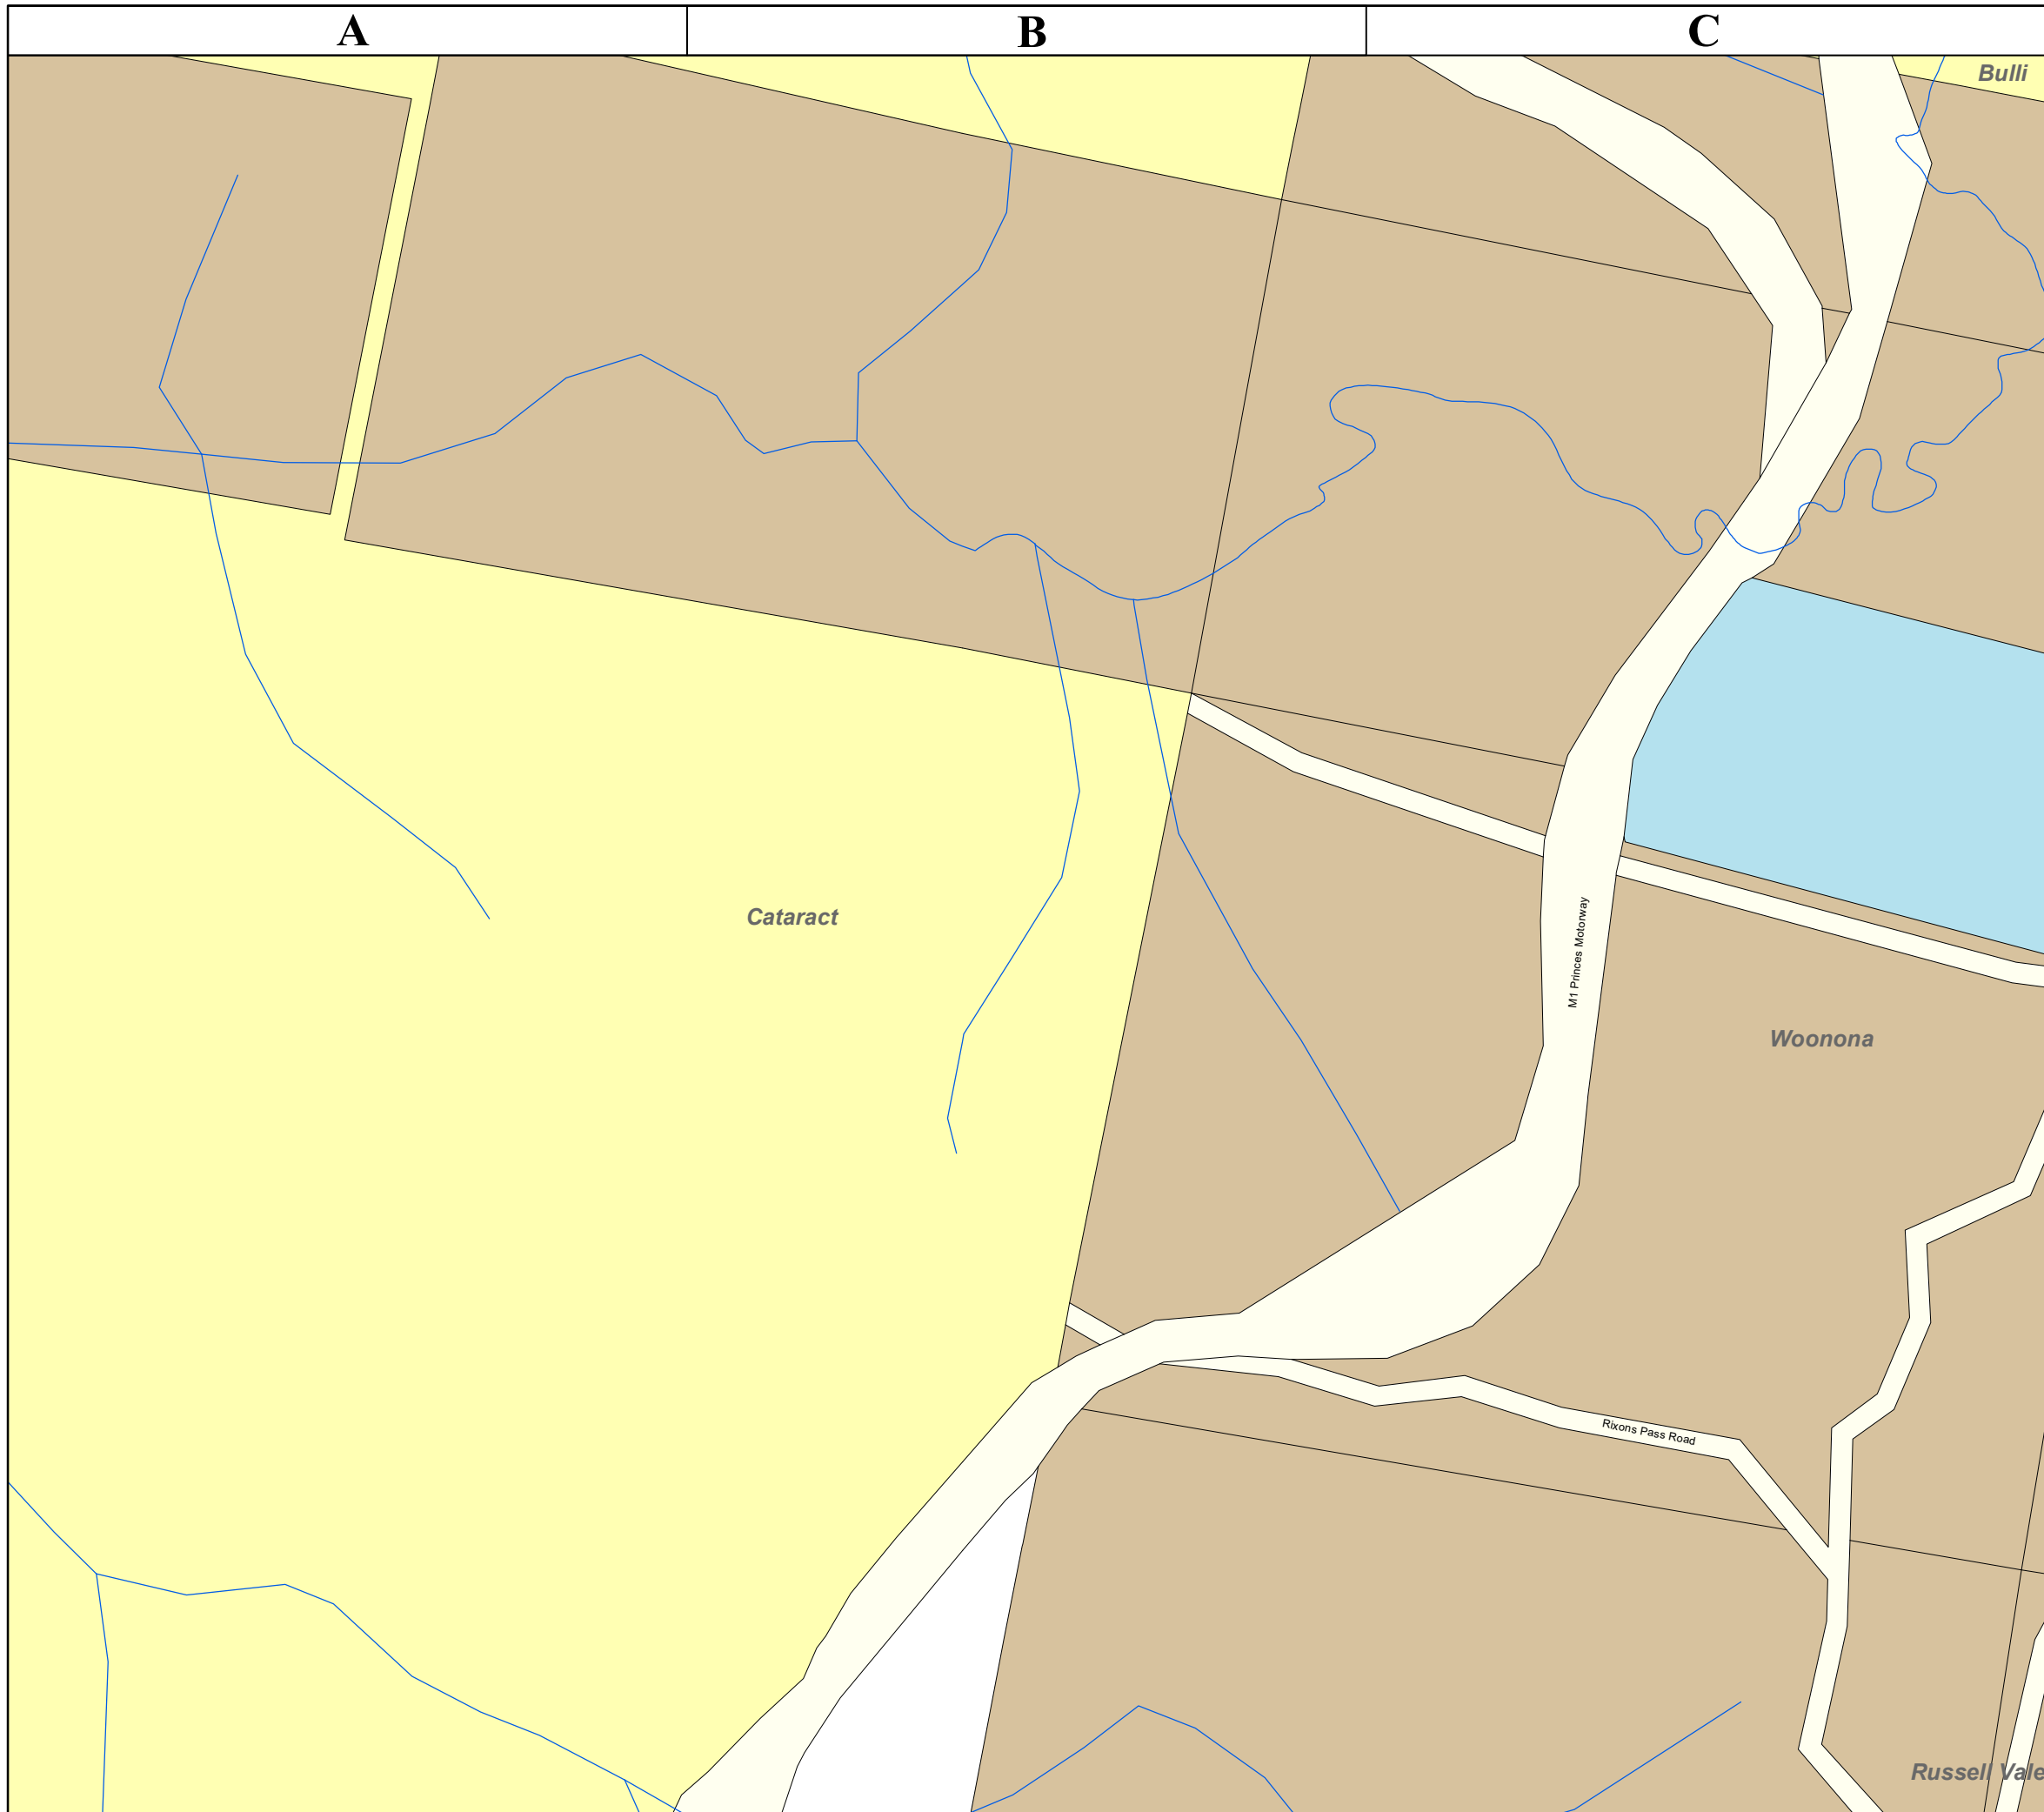 A
B
C
Bulli
Cataract
M1 Princes Motorway
Woonona
Rixons Pass Road
Russell Vale